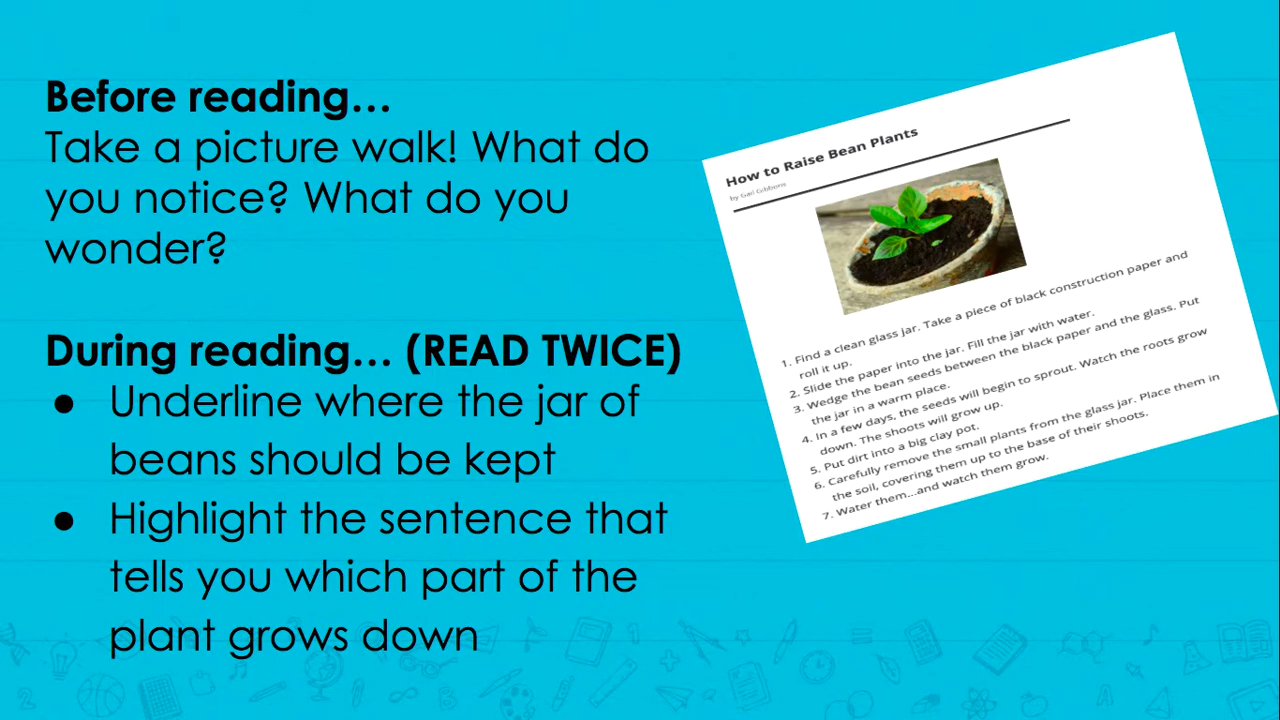 Before reading…
Take a picture walk! What do
you notice? What do you
wonder?
During reading… (READ TWICE)
● Underline where the jar of
beans should be kept
● Highlight the sentence that
tells you which part of the
plant grows down
How to Raise Bean Plants
by Gail Gibbons
1. Find a clean glass jar. Take a piece of black construction paper and
roll it up.
2. Slide the paper into the jar. Fill the jar with water.
3. Wedge the bean seeds between the black paper and the glass. Put
the jar in a warm place.
4. In a few days, the seeds will begin to sprout. Watch the roots grow
down. The shoots will grow up.
5. Put dirt into a big clay pot.
6. Carefully remove the small plants from the glass jar. Place them in
the soil, covering them up to the base of their shoots.
7. Water them...and watch them grow.